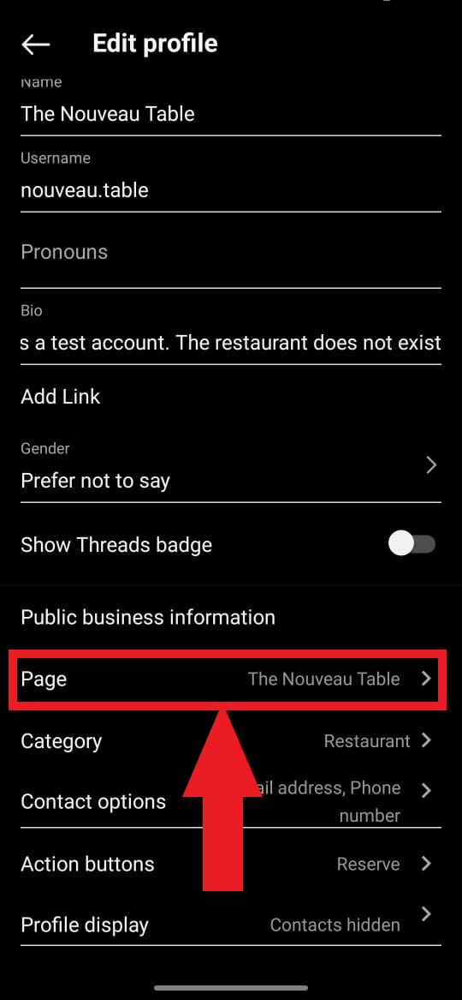 Edit profile
Name
The Nouveau Table
Username
nouveau.table
Pronouns
Bio
s a test account. The restaurant does not exist
Add Link
Gender
Prefer not to say
Show Threads badge
Public business information
Page The Nouveau Table
Category Restaurant
Contact options address, Phone
number
Action buttons Reserve
Profile display Contacts hidden